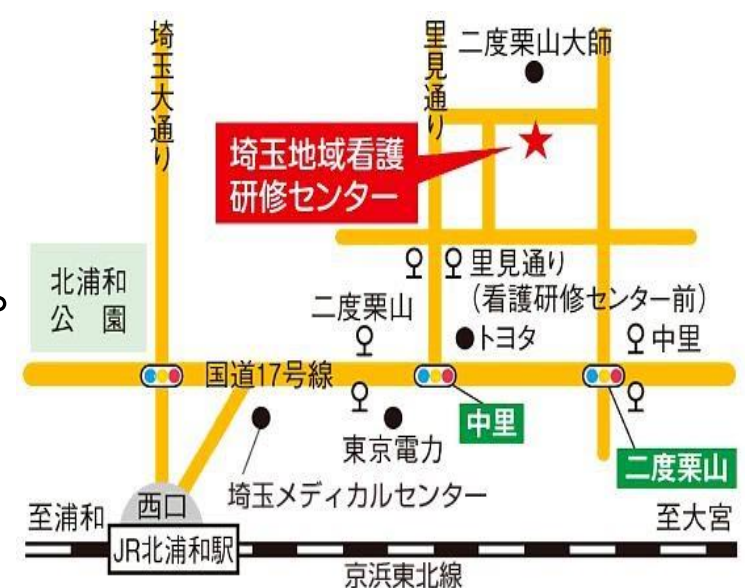 埼玉大通り
里見通り
二度栗山大師
埼玉地域看護
研修センター
北浦和
公園
里見通り
(看護研修センター前)
二度栗山
トヨタ
中里
国道17号線
中里
東京電力
二度栗山
埼玉メディカルセンター
至浦和
西口
至大宮
JR北浦和駅
京浜東北線